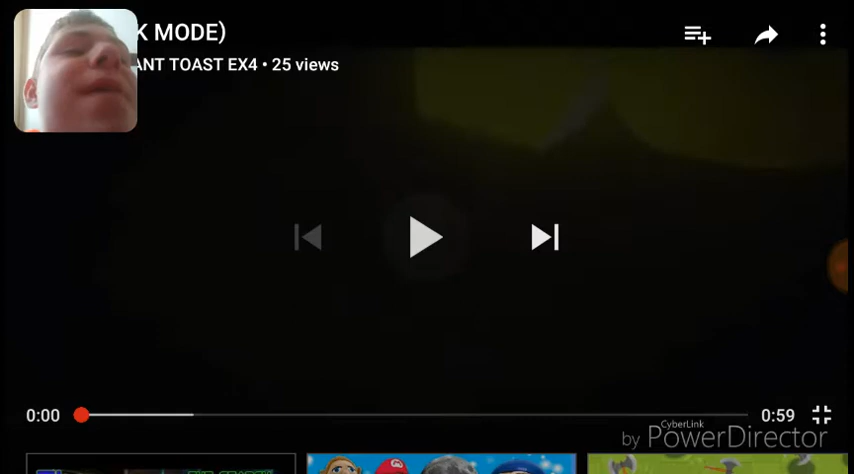 K MODE)
ANT TOAST EX4 • 25 views
0:00
0:59
CyberLink
by PowerDirector